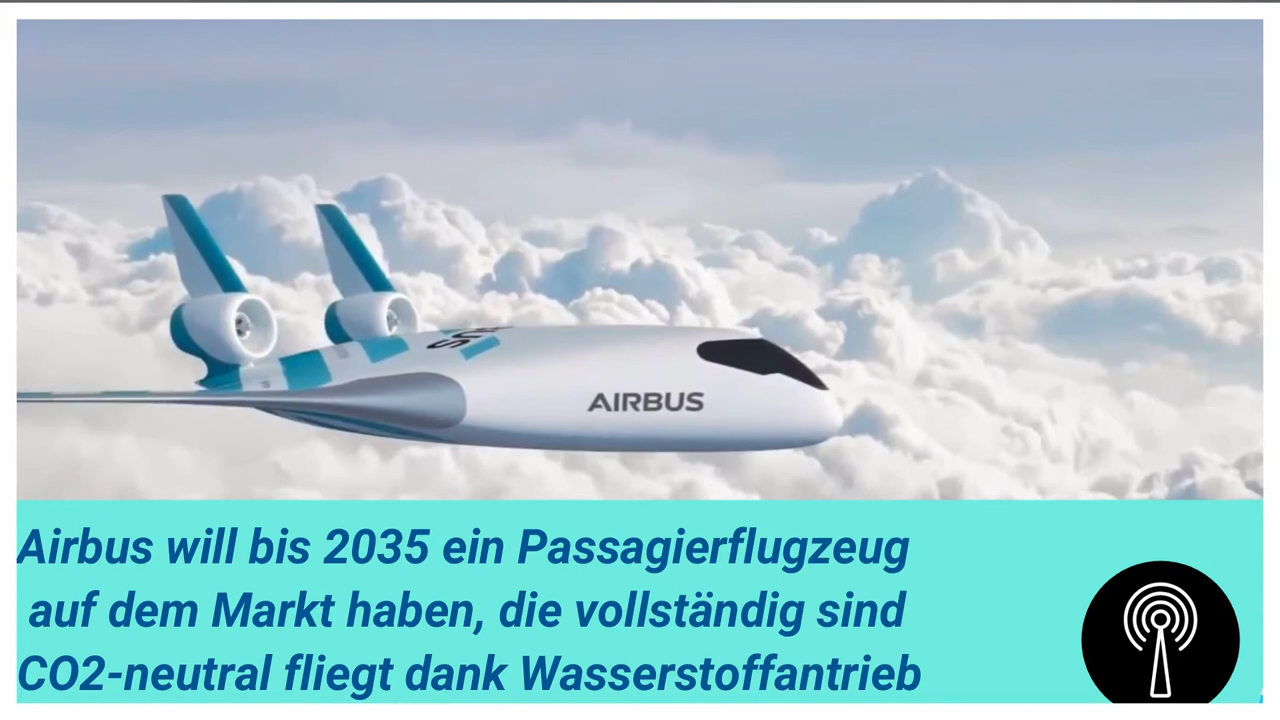 AIRBUS
Airbus will bis 2035 ein Passagierflugzeug
auf dem Markt haben, die vollständig sind
CO2-neutral fliegt dank Wasserstoffantrieb